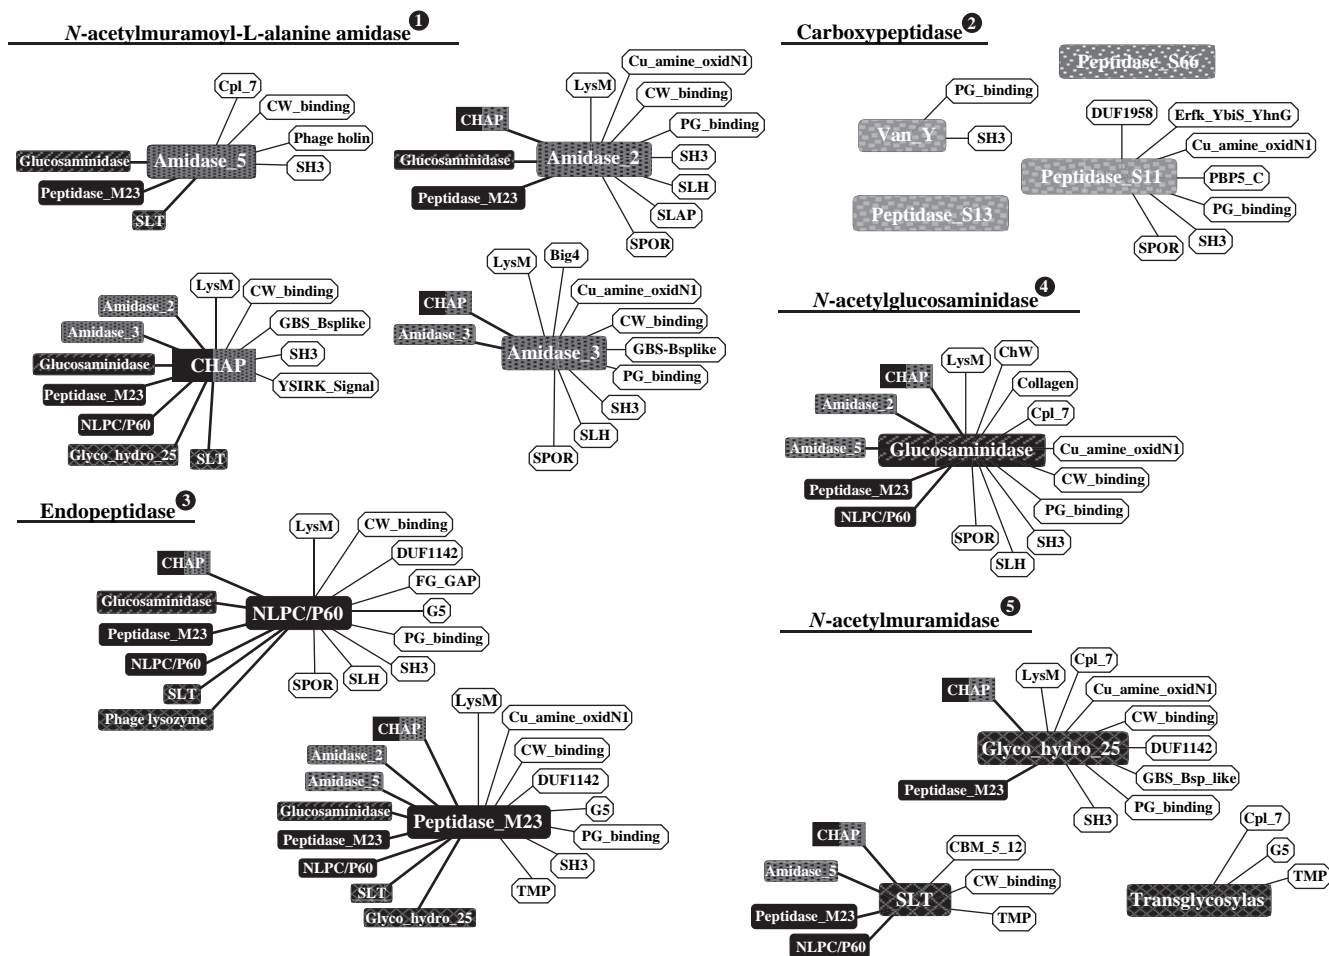 N-acetylmuramoyl-L-alanine amidase 1
Cpl_7
CW_binding
Phage holin
SH3
Glucosaminidase
Amidase_5
Peptidase_M23
SLT
Cu_amine_oxidN1
LysM
CW_binding
CHAP
PG_binding
Glucosaminidase
Amidase_2
SH3
Peptidase_M23
SLH
SLAP
SPOR
LysM
CW_binding
Amidase_2
GBS_Bsplike
Amidase_3
SH3
Glucosaminidase
CHAP
YSIRK_Signal
Peptidase_M23
NLPC/P60
Glyco_hydro_25
SLT
LysM
Big4
Cu_amine_oxidN1
CHAP
CW_binding
Amidase_3
Amidase_3
GBS-Bsplike
PG_binding
SH3
SLH
SPOR
Carboxypeptidase 2
Peptidase_S66
PG_binding
Van_Y
SH3
DUF1958
Erfk_YbiS_YhnG
Cu_amine_oxidN1
Peptidase_S11
PBP5_C
PG_binding
SH3
SPOR
Peptidase_S13
Endopeptidase 3
LysM
CW_binding
DUF1142
CHAP
FG_GAP
Glucosaminidase
NLPC/P60
G5
Peptidase_M23
PG_binding
NLPC/P60
SH3
SLT
SLH
SPOR
Phage lysozyme
LysM
Cu_amine_oxidN1
CHAP
CW_binding
Amidase_2
DUF1142
Amidase_5
G5
Glucosaminidase
Peptidase_M23
PG_binding
Peptidase_M23
SH3
NLPC/P60
TMP
SLT
Glyco_hydro_25
N-acetylglucosaminidase 4
LysM
ChW
CHAP
Collagen
Amidase_2
Cpl_7
Amidase_5
Glucosaminidase
Cu_amine_oxidN1
Peptidase_M23
CW_binding
NLPC/P60
PG_binding
SPOR
SH3
SLH
N-acetylmuramidase 5
LysM
Cpl_7
CHAP
Cu_amine_oxidN1
CW_binding
Glyco_hydro_25
DUF1142
Peptidase_M23
GBS_Bsp_like
PG_binding
SH3
CHAP
CBM_5_12
Amidase_5
CW_binding
SLT
Peptidase_M23
TMP
NLPC/P60
Cpl_7
G5
TMP
Transglycosylas